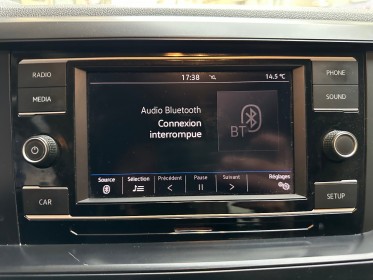 RADIO
MEDIA
CAR
PHONE
SOUND
SETUP
17:38
14.5 °C
Audio Bluetooth
Connexion
interrompue
BT
Source
Sélection
Précédent
Pause
Suivant
Réglages